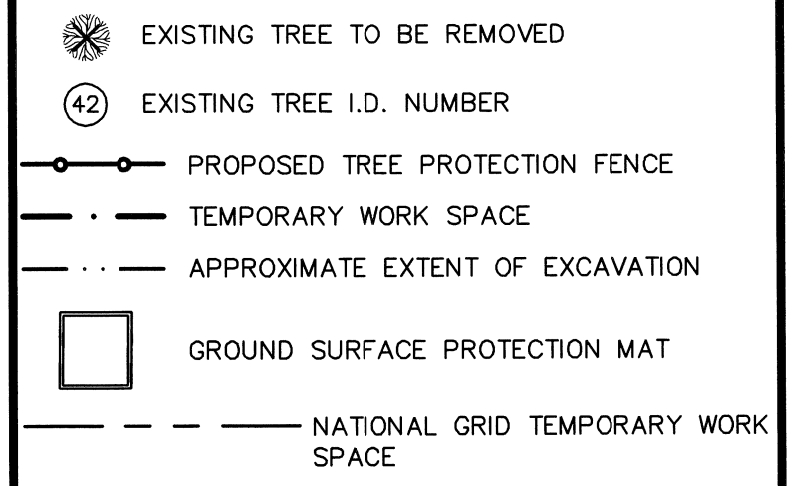 EXISTING TREE TO BE REMOVED
42 EXISTING TREE I.D. NUMBER
PROPOSED TREE PROTECTION FENCE
TEMPORARY WORK SPACE
APPROXIMATE EXTENT OF EXCAVATION
GROUND SURFACE PROTECTION MAT
NATIONAL GRID TEMPORARY WORK
SPACE